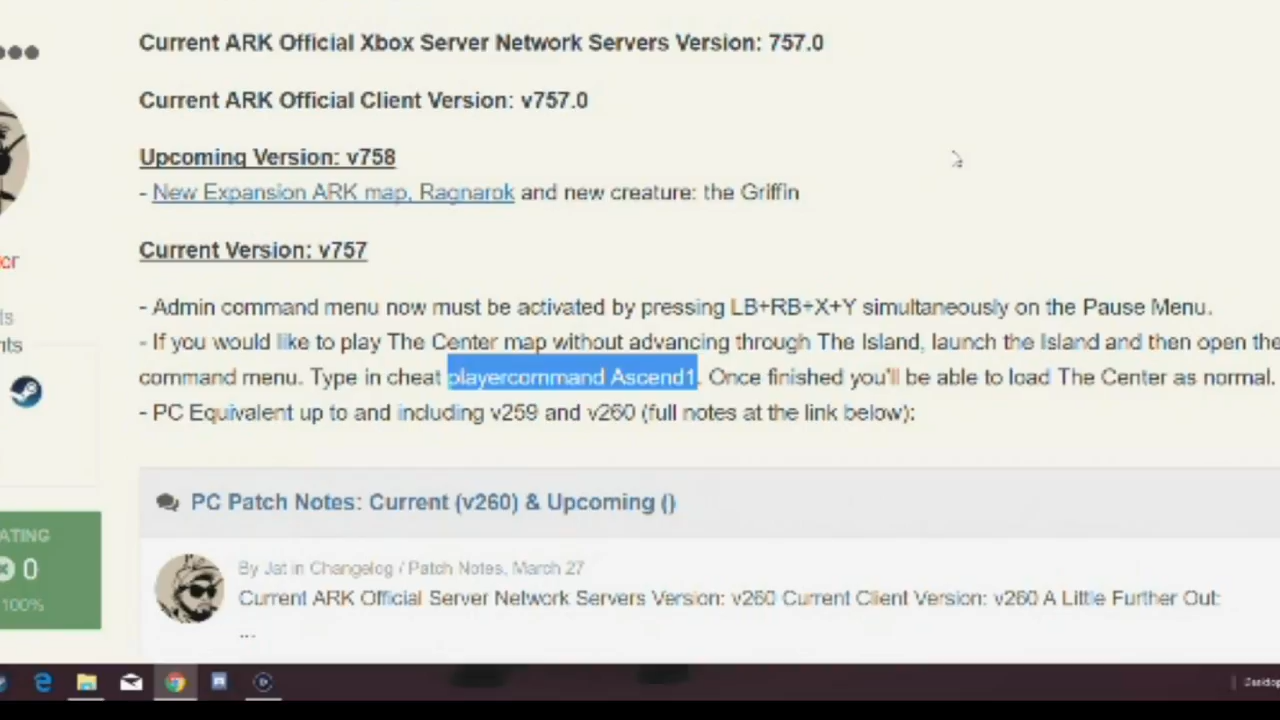 Current ARK Official Xbox Server Network Servers Version: 757.0
Current ARK Official Client Version: v757.0
Upcoming Version: v758
- New Expansion ARK map, Ragnarok and new creature: the Griffin
Current Version: v757
- Admin command menu now must be activated by pressing LB+RB+X+Y simultaneously on the Pause Menu.
- If you would like to play The Center map without advancing through The Island, launch the Island and then open the
command menu. Type in cheat playercommand Ascend1. Once finished you'll be able to load The Center as normal.
- PC Equivalent up to and including v259 and v260 (full notes at the link below):
PC Patch Notes: Current (v260) & Upcoming ()
By Jat in Changelog / Patch Notes, March 27
Current ARK Official Server Network Servers Version: v260 Current Client Version: v260 A Little Further Out:
...
or
ds
nts
ATING
0
100%
Desktop